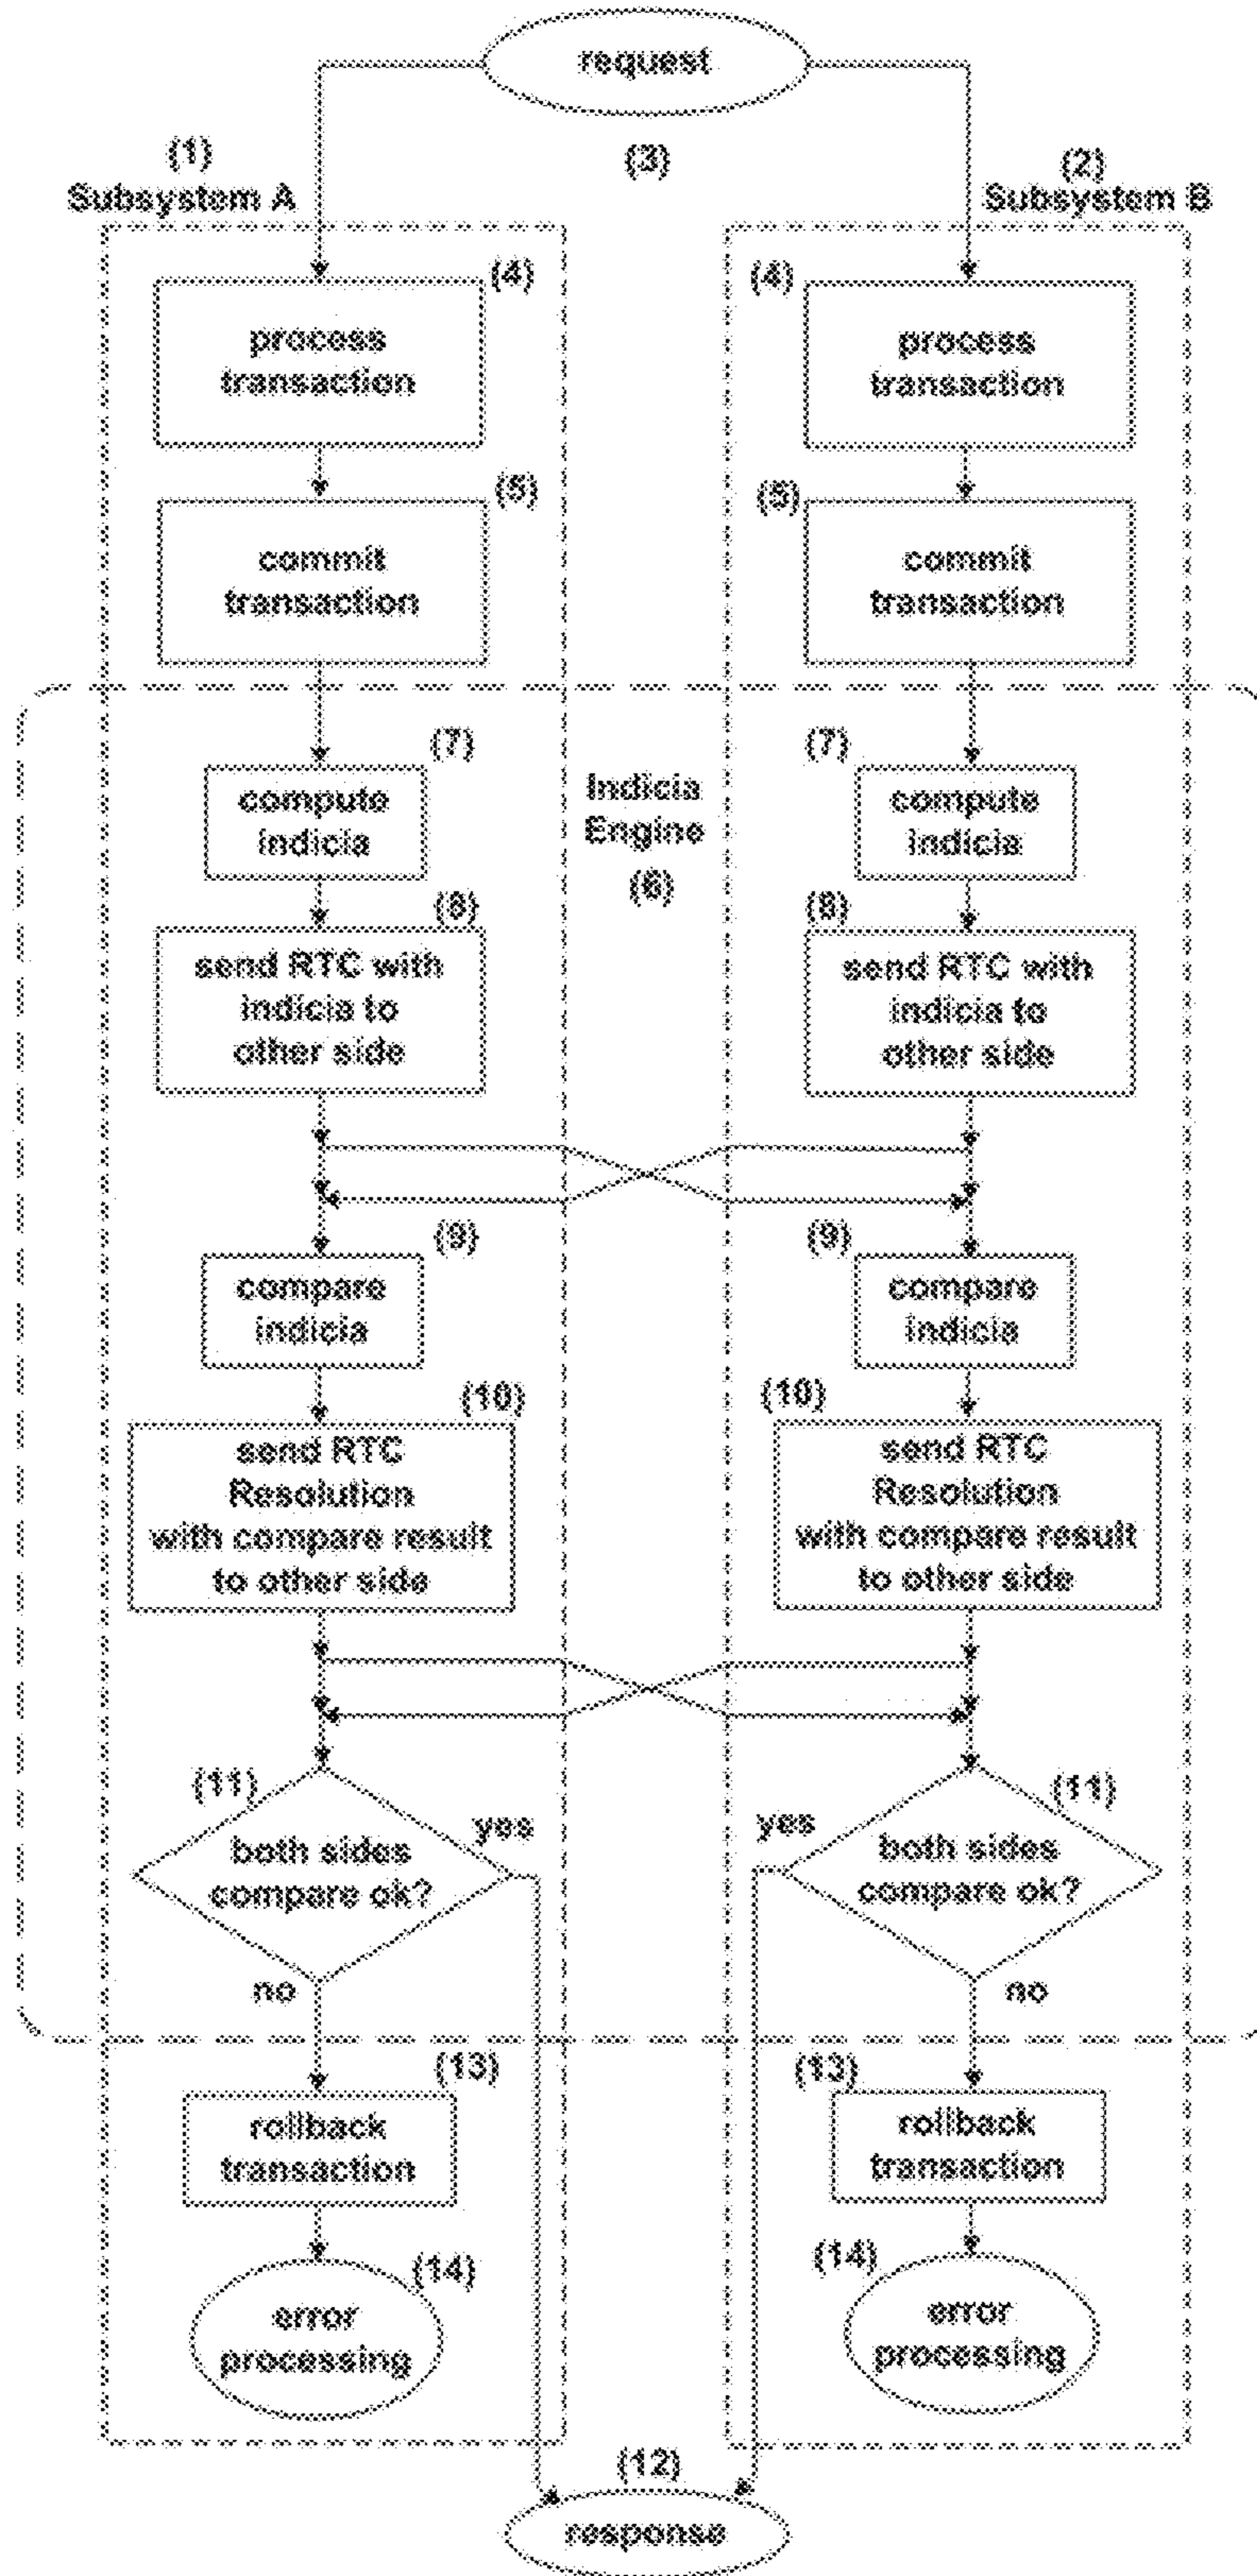 request
(3)
(1)
Subsystem A
(2)
Subsystem B
(4)
process
transaction
(4)
process
transaction
(5)
commit
transaction
(5)
commit
transaction
Indicia
Engine
(6)
(7)
compute
indicia
(7)
compute
indicia
(8)
send RTC with
indicia to
other side
(8)
send RTC with
indicia to
other side
(9)
compare
indicia
(9)
compare
indicia
(10)
send RTC
Resolution
with compare result
to other side
(10)
send RTC
Resolution
with compare result
to other side
(11)
both sides
compare ok?
yes
no
(11)
both sides
compare ok?
yes
no
(13)
rollback
transaction
(13)
rollback
transaction
(14)
error
processing
(14)
error
processing
(12)
response